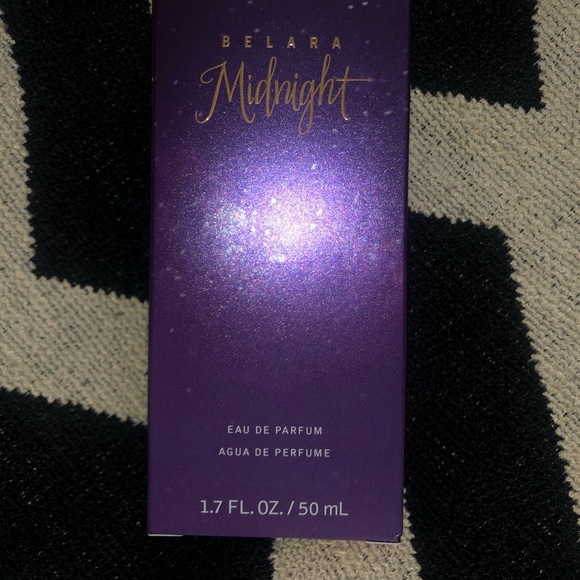 BELARA
Midnight
EAU DE PARFUM
AGUA DE PERFUME
1.7 FL. OZ. / 50 mL